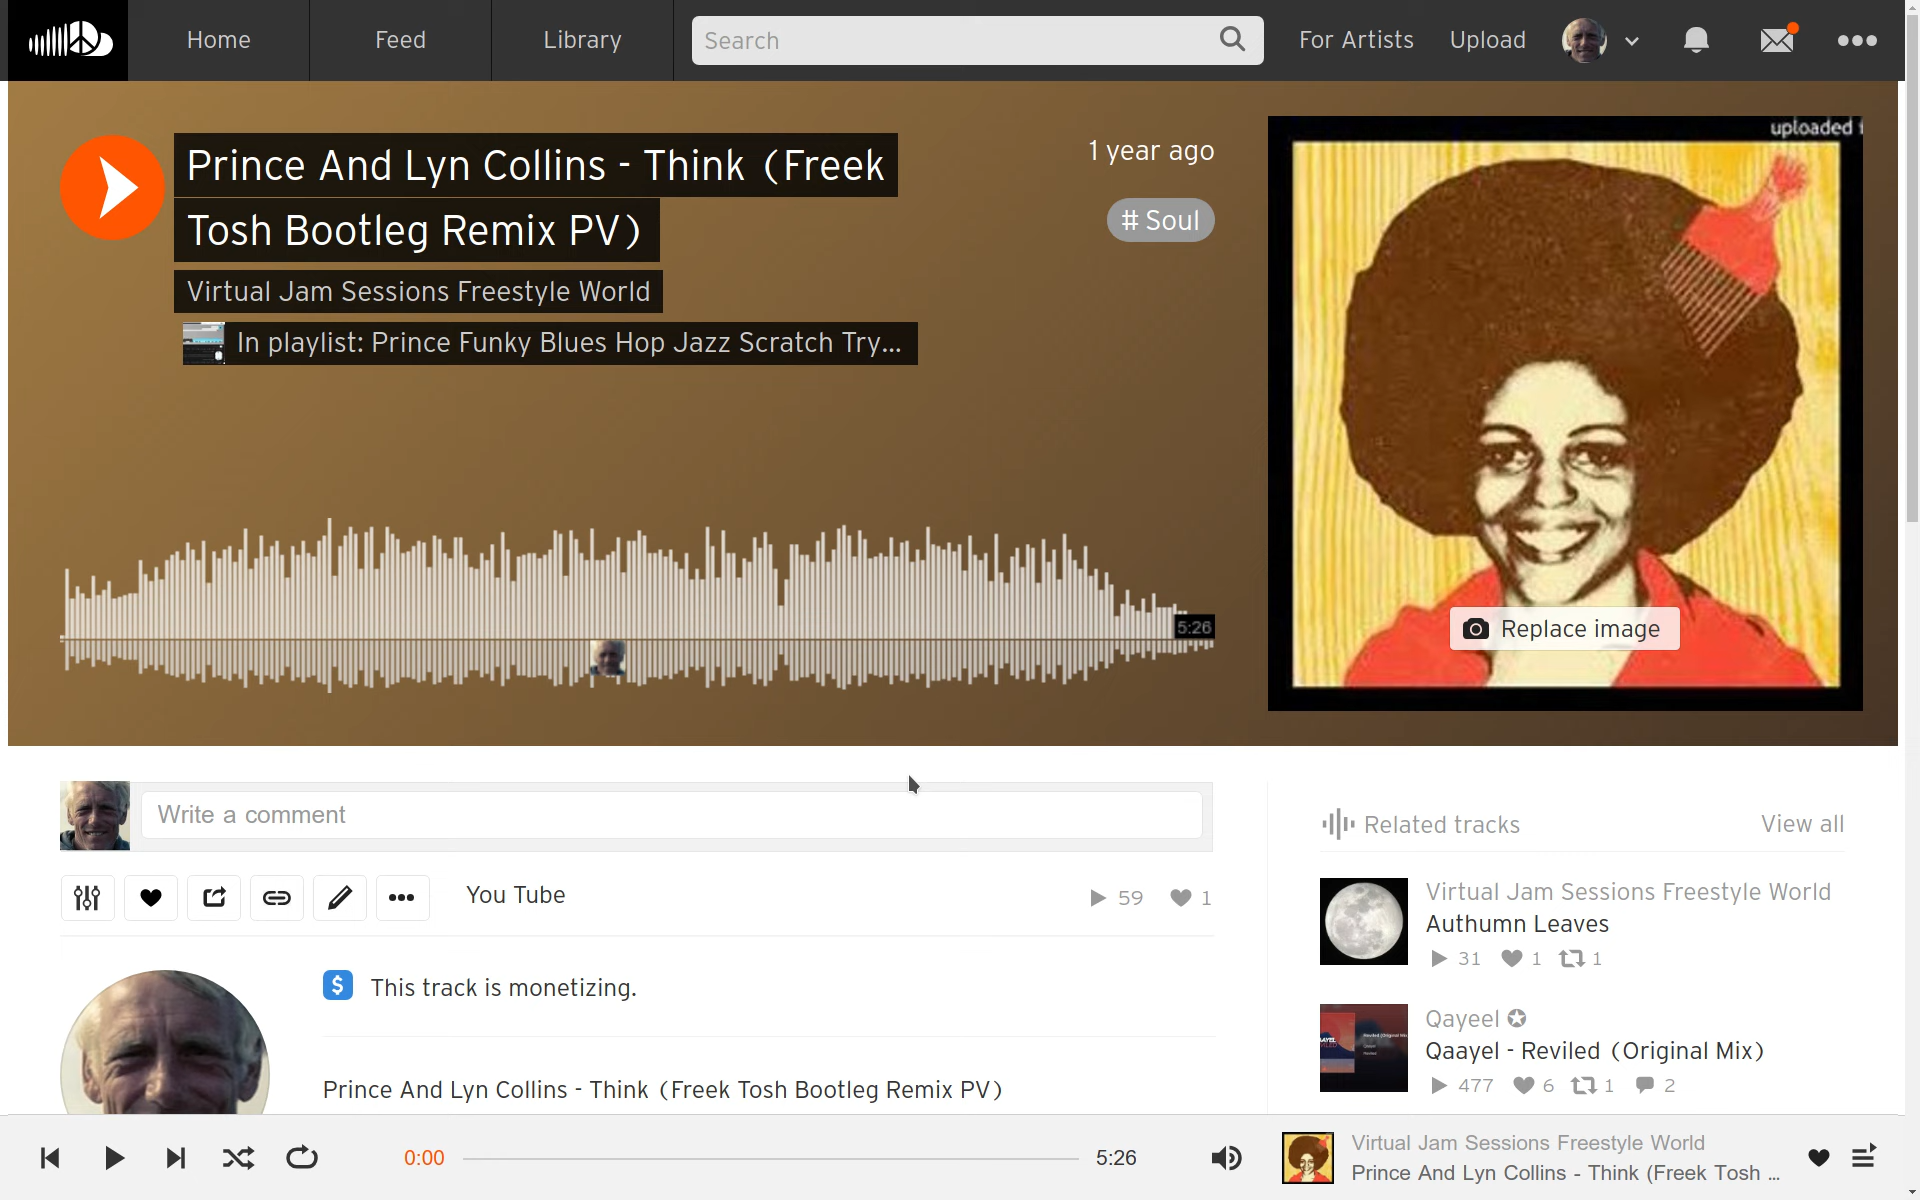 Home
Feed
Library
Search
For Artists
Upload
Prince And Lyn Collins - Think (Freek
Tosh Bootleg Remix PV)
Virtual Jam Sessions Freestyle World
In playlist: Prince Funky Blues Hop Jazz Scratch Try...
1 year ago
# Soul
uploaded
5:26
Replace image
Write a comment
You Tube
59
1
$
This track is monetizing.
Prince And Lyn Collins - Think (Freek Tosh Bootleg Remix PV)
Related tracks
View all
Virtual Jam Sessions Freestyle World
Authumn Leaves
31
1
1
Qayeel
Qaayel - Reviled (Original Mix)
477
6
1
2
0:00
5:26
Virtual Jam Sessions Freestyle World
Prince And Lyn Collins - Think (Freek Tosh ...